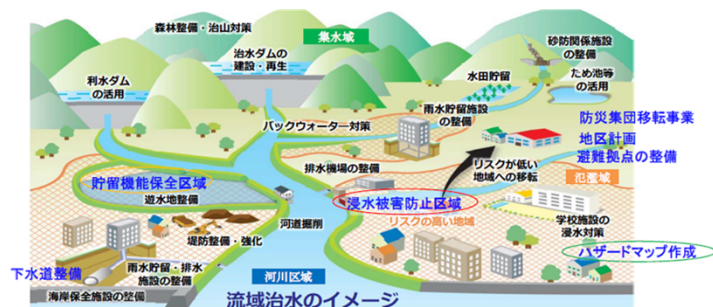 森林整備・治山対策
集水域
砂防関係施設
の整備
治水ダムの
建設・再生
利水ダム
の活用
水田貯留
ため池等
の活用
雨水貯留施設
の整備
バックウォーター対策
防災集団移転事業
地区計画
避難拠点の整備
排水機場の整備
リスクが低い
地域への移転
氾濫域
貯留機能保全区域
遊水地整備
浸水被害防止区域
リスクの高い地域
河道掘削
学校施設の
浸水対策
堤防整備・強化
ハザードマップ作成
下水道整備
雨水貯留・排水
施設の整備
河川区域
海岸保全施設の整備
流域治水のイメージ